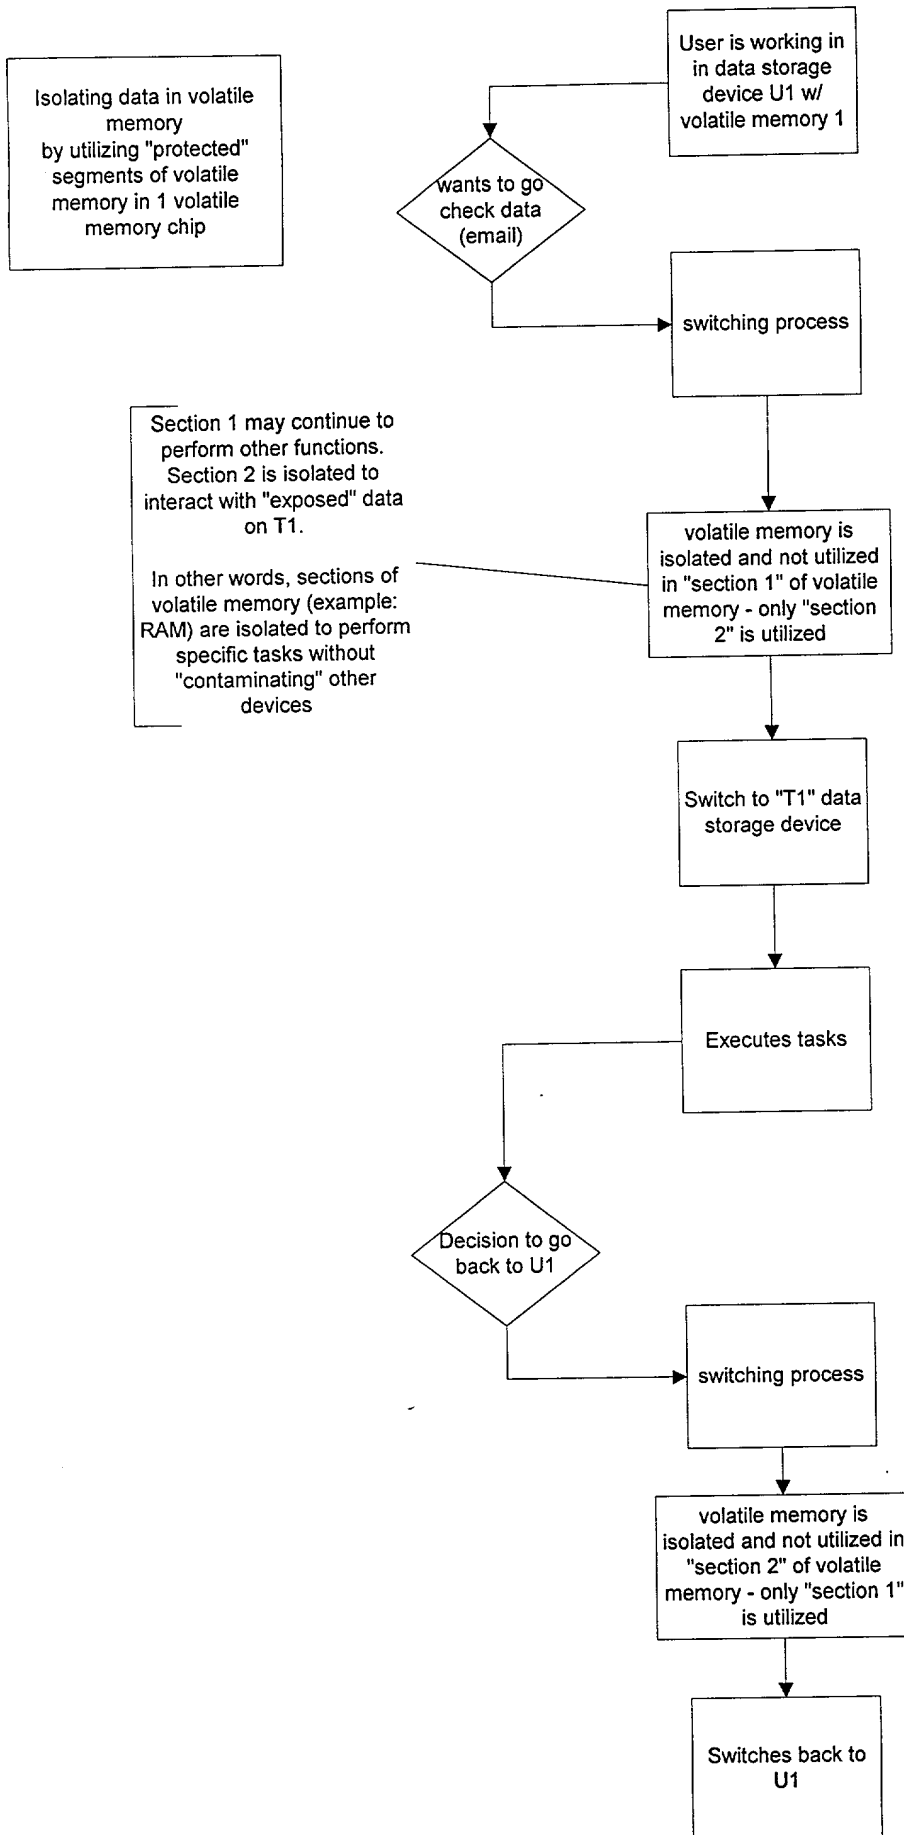 Isolating data in volatile
memory
by utilizing "protected"
segments of volatile
memory in 1 volatile
memory chip
User is working in
in data storage
device U1 w/
volatile memory 1
wants to go
check data
(email)
switching process
Section 1 may continue to
perform other functions.
Section 2 is isolated to
interact with "exposed" data
on T1.
In other words, sections of
volatile memory (example:
RAM) are isolated to perform
specific tasks without
"contaminating" other
devices
volatile memory is
isolated and not utilized
in "section 1" of volatile
memory - only "section
2" is utilized
Switch to "T1" data
storage device
Executes tasks
Decision to go
back to U1
switching process
volatile memory is
isolated and not utilized in
"section 2" of volatile
memory - only "section 1"
is utilized
Switches back to
U1